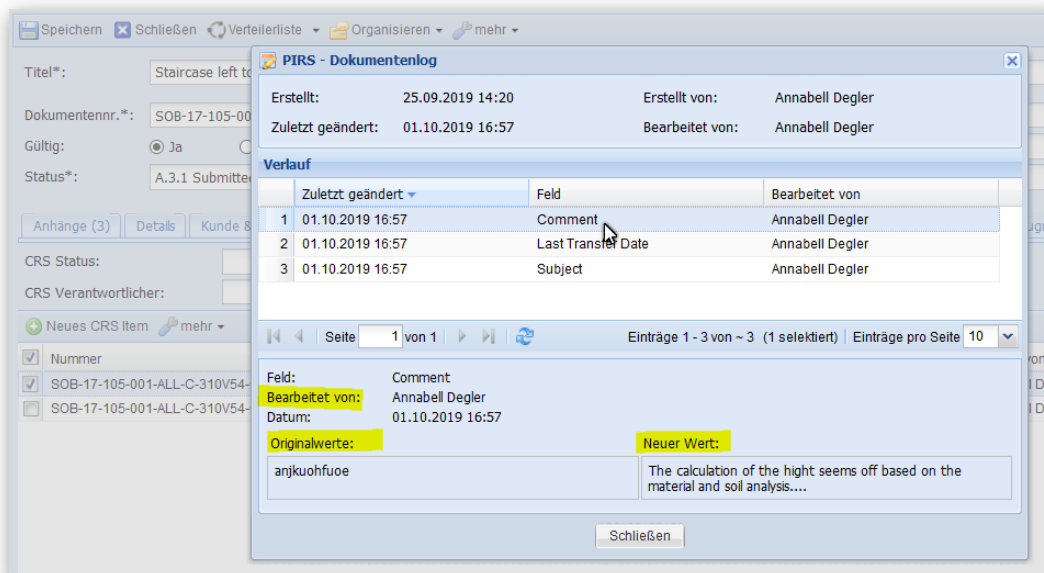 Speichern Schließen Verteilerliste Organisieren mehr
PIRS - Dokumentenlog
Titel*: Staircase left to
Erstellt: 25.09.2019 14:20 Erstellt von: Annabell Degler
Dokumentennr.*: SOB-17-105-00
Zuletzt geändert: 01.10.2019 16:57 Bearbeitet von: Annabell Degler
Gültig: Ja
Verlauf
Status*: A.3.1 Submitte
Zuletzt geändert Feld Bearbeitet von
1 01.10.2019 16:57 Comment Annabell Degler
Anhänge (3) Details Kunde &
2 01.10.2019 16:57 Last Transfer Date Annabell Degler
CRS Status:
3 01.10.2019 16:57 Subject Annabell Degler
CRS Verantwortlicher:
Neues CRS Item mehr
Seite 1 von 1 Einträge 1 - 3 von ~ 3 (1 selektiert) Einträge pro Seite 10
Nummer
Feld: Comment
SOB-17-105-001-ALL-C-310V54-
Bearbeitet von: Annabell Degler
SOB-17-105-001-ALL-C-310V54-
Datum: 01.10.2019 16:57
Originalwerte: Neuer Wert:
anjkuohfuoe The calculation of the hight seems off based on the
material and soil analysis....
Schließen